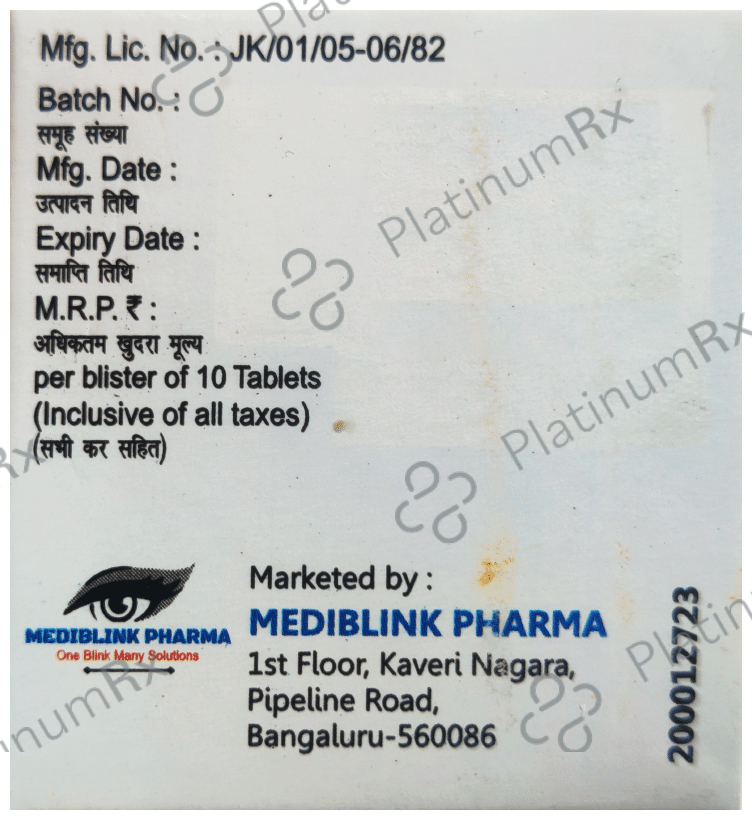 Mfg. Lic. No. : JK/01/05-06/82
Batch No. :
समूह संख्या
Mfg. Date :
उत्पादन तिथि
Expiry Date :
समाप्ति तिथि
M.R.P. ₹ :
अधिकतम खुदरा मूल्य
per blister of 10 Tablets
(Inclusive of all taxes)
(सभी कर सहित)
MEDIBLINK PHARMA
One Blink Many Solutions
Marketed by :
MEDIBLINK PHARMA
1st Floor, Kaveri Nagara,
Pipeline Road,
Bangaluru-560086
200012723
PlatinumRx
PlatinumRx